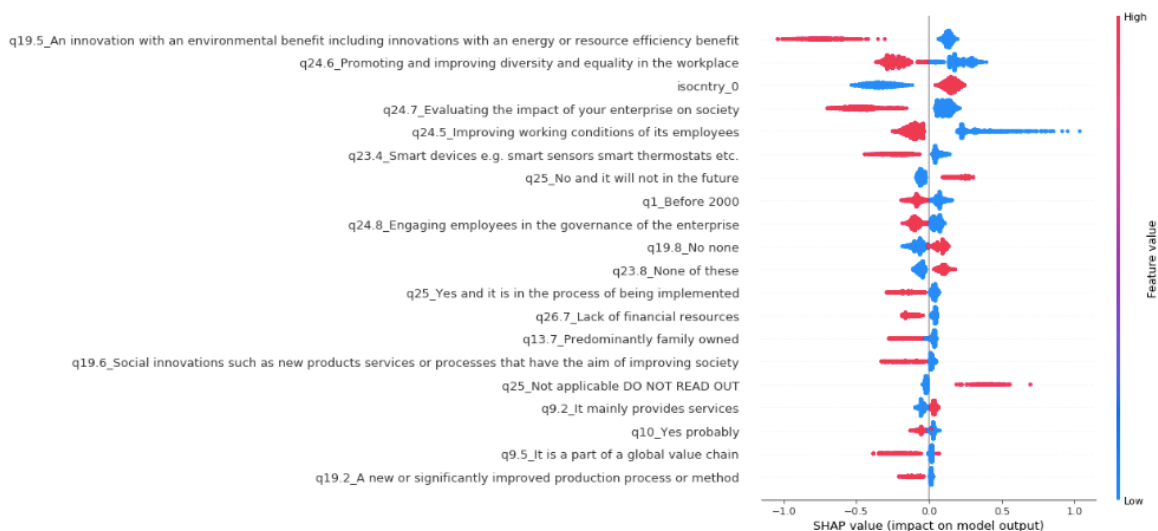 High
q19.5_An innovation with an environmental benefit including innovations with an energy or resource efficiency benefit
q24.6_Promoting and improving diversity and equality in the workplace
isocntry_0
q24.7_Evaluating the impact of your enterprise on society
q24.5_Improving working conditions of its employees
q23.4_Smart devices e.g. smart sensors smart thermostats etc.
q25_No and it will not in the future
q1_Before 2000
q24.8_Engaging employees in the governance of the enterprise
q19.8_No none
q23.8_None of these
q25_Yes and it is in the process of being implemented
q26.7_Lack of financial resources
q13.7_Predominantly family owned
q19.6_Social innovations such as new products services or processes that have the aim of improving society
q25_Not applicable DO NOT READ OUT
q9.2_It mainly provides services
q10_Yes probably
q9.5_It is a part of a global value chain
q19.2_A new or significantly improved production process or method
Feature value
Low
−1.0 −0.5 0.0 0.5 1.0
SHAP value (impact on model output)